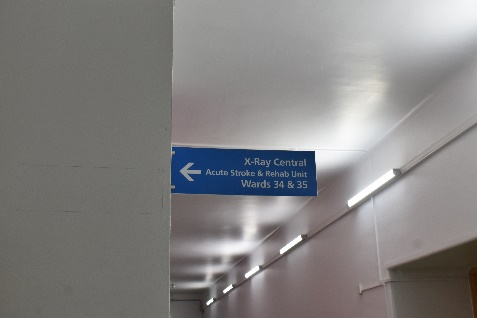 X-Ray Central
Acute Stroke & Rehab Unit
Wards 34 & 35